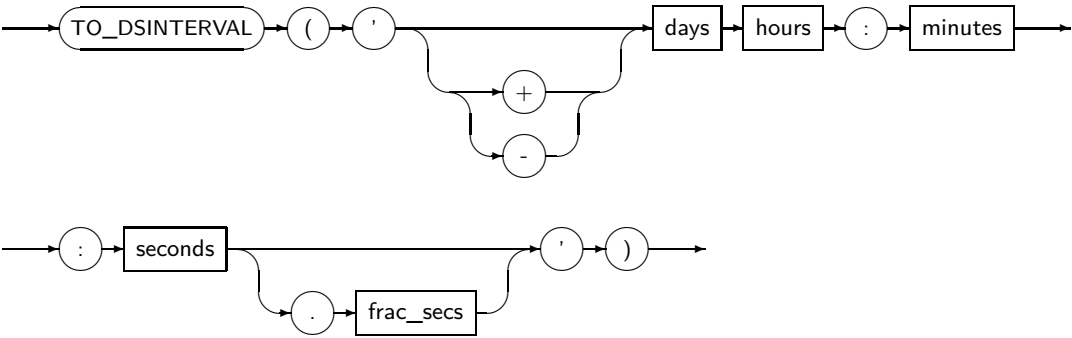 TO_DSINTERVAL ( ' days hours : minutes
+
-
: seconds ' )
. frac_secs